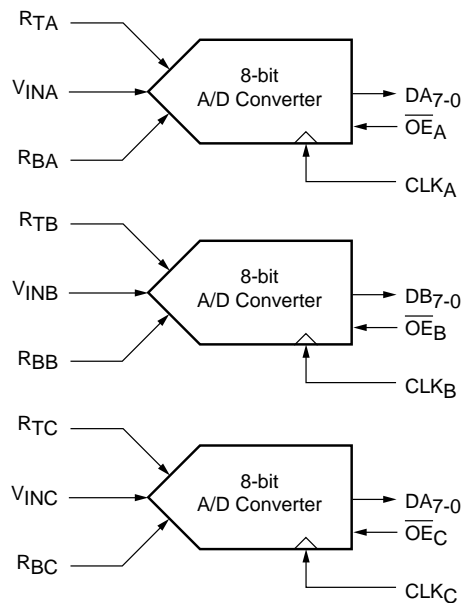 RTA
8-bit
A/D Converter
VINA
DA7-0
OEA
RBA
CLKA
RTB
8-bit
A/D Converter
VINB
DB7-0
OEB
RBB
CLKB
RTC
8-bit
A/D Converter
VINC
DA7-0
OEC
RBC
CLKC